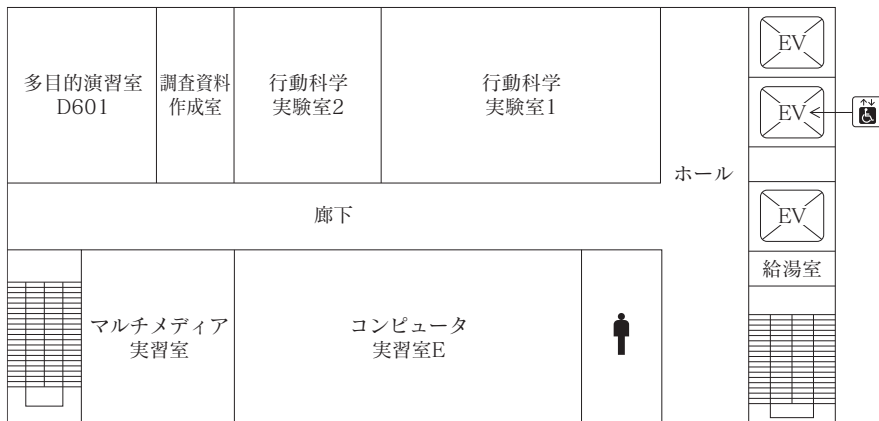 多目的演習室
D601
調査資料
作成室
行動科学
実験室2
行動科学
実験室1
ホール
EV
EV
EV
廊下
給湯室
マルチメディア
実習室
コンピュータ
実習室E